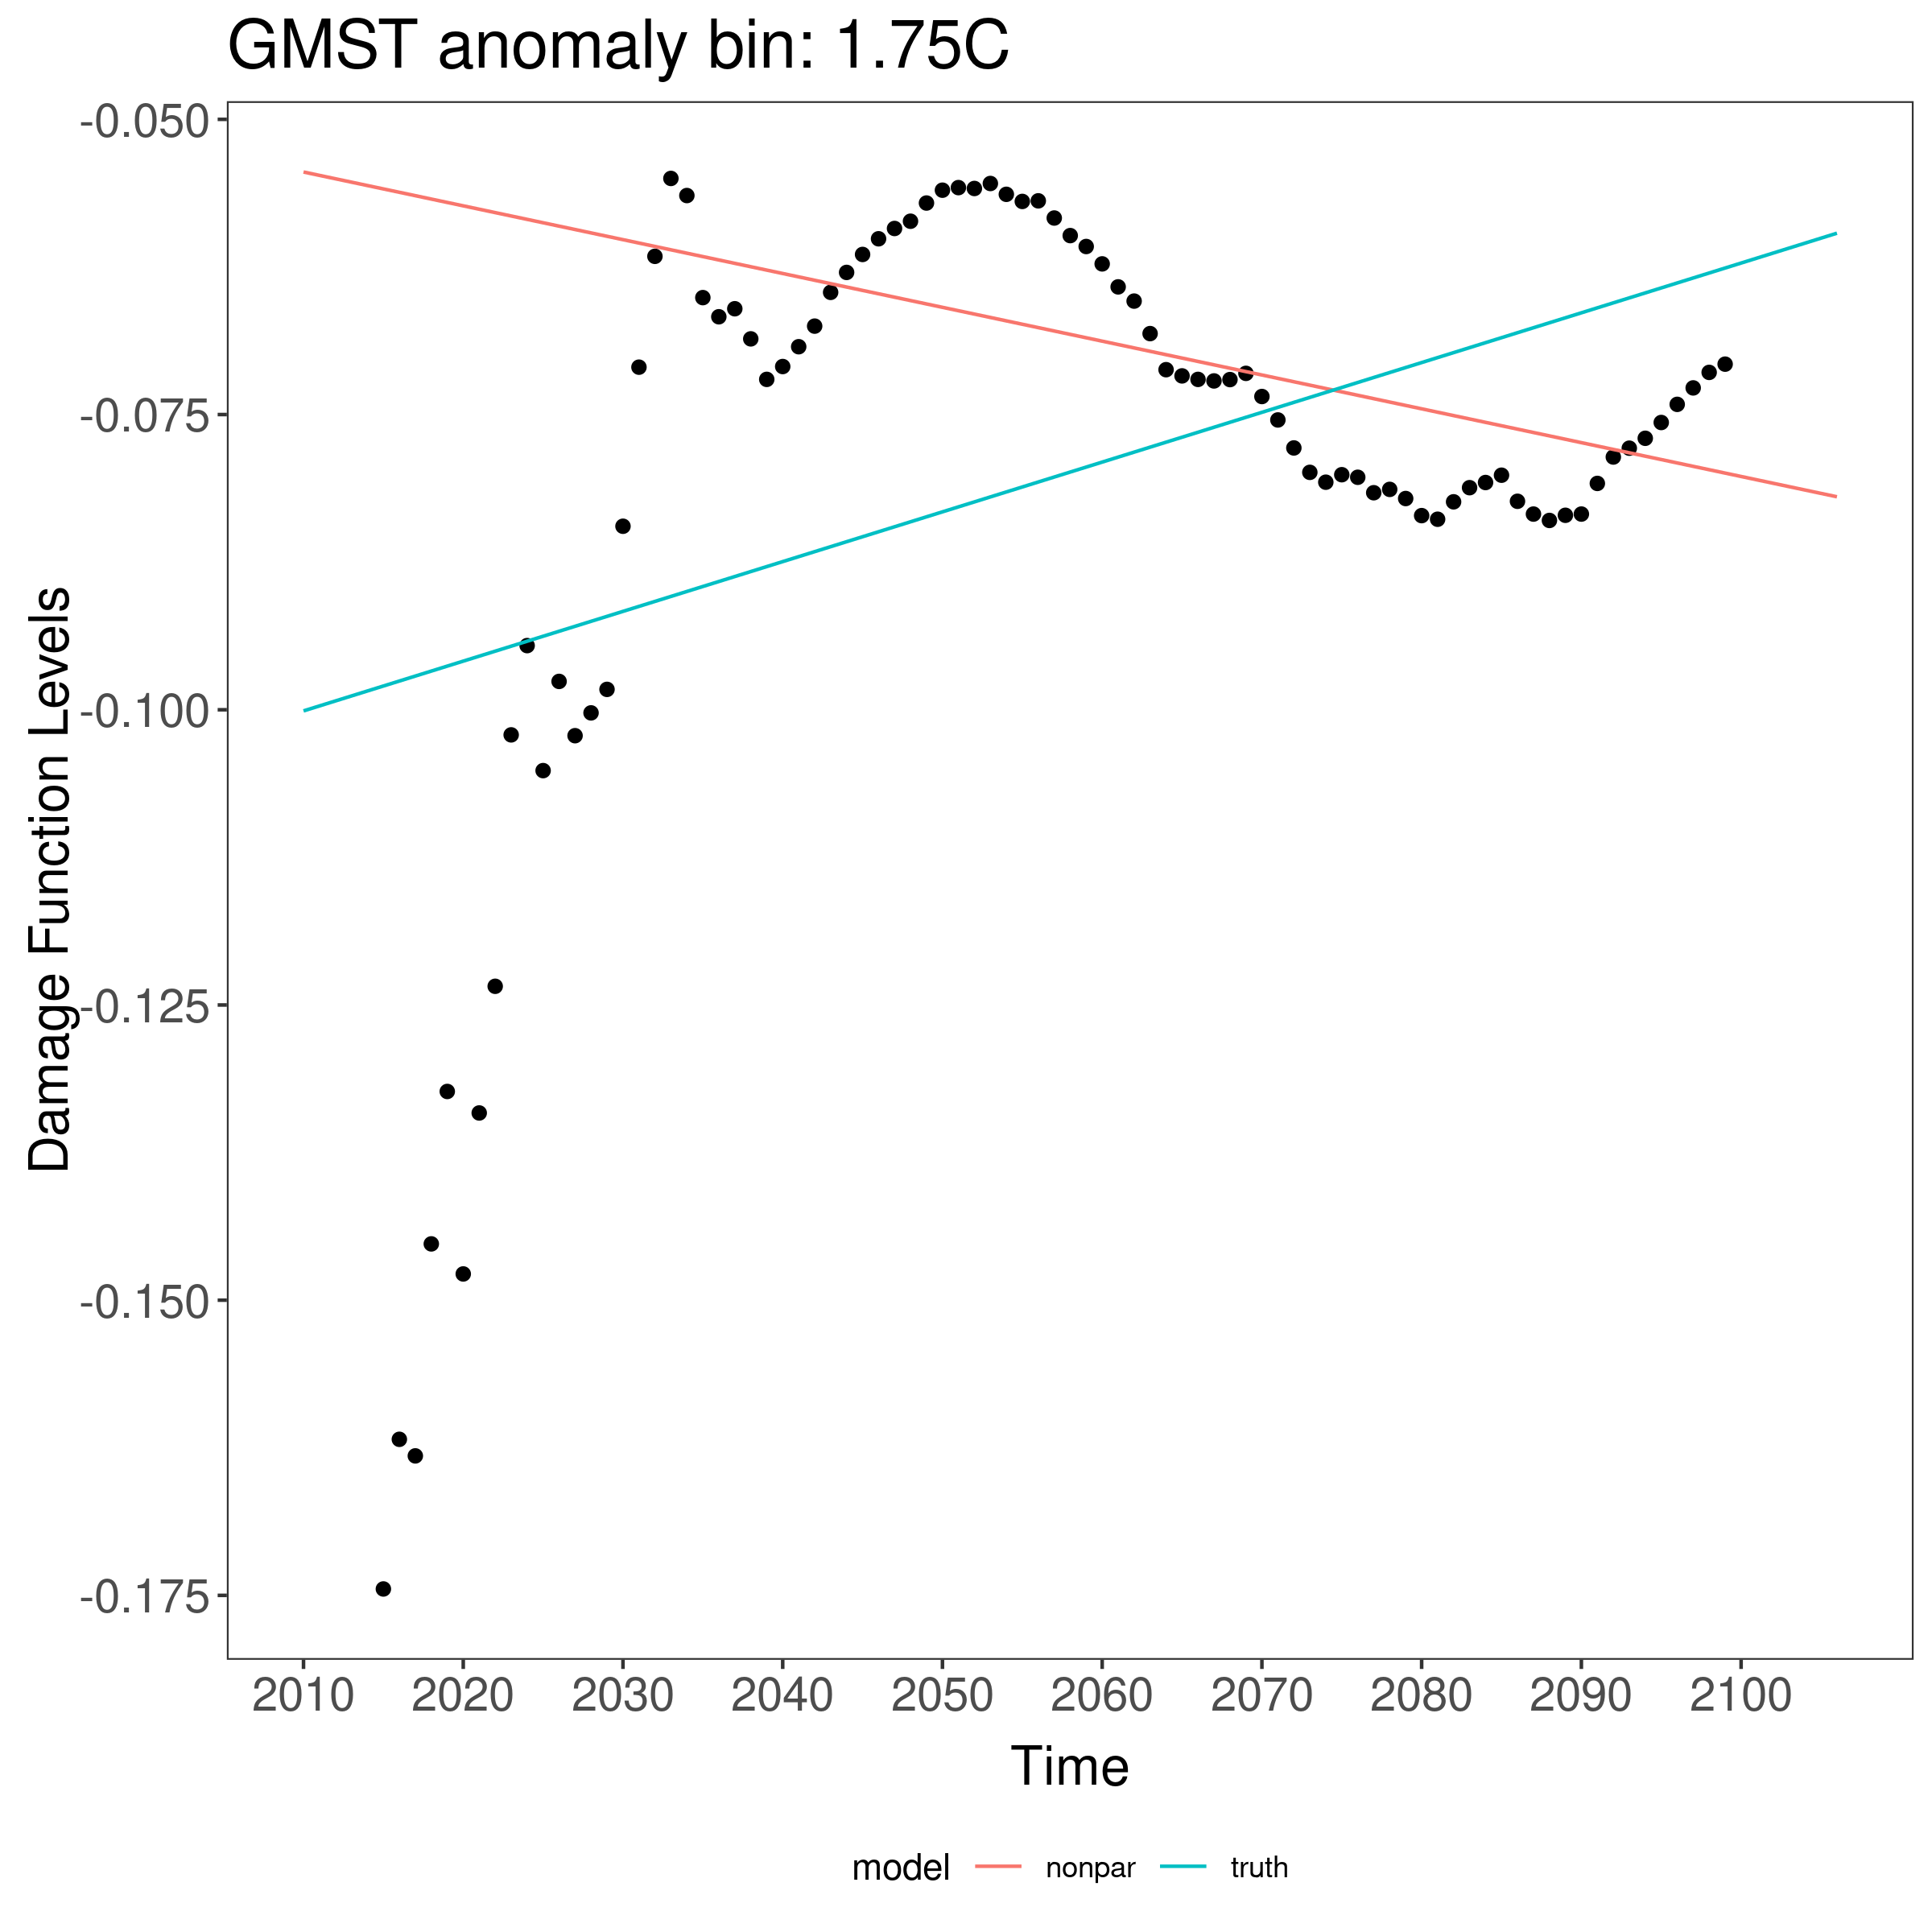 GMST anomaly bin: 1.75C
Damage Function Levels
-0.050
-0.075
-0.100
-0.125
-0.150
-0.175
2010 2020 2030 2040 2050 2060 2070 2080 2090 2100
Time
model nonpar truth